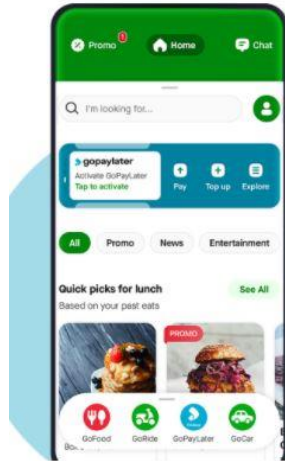 Promo
1
Home
Chat
I'm looking for...
gopaylater
Activate GoPayLater
Tap to activate
Pay
Top up
Explore
All
Promo
News
Entertainment
Quick picks for lunch
See All
Based on your past eats
PROMO
GoFood
GoRide
GoPayLater
GoCar